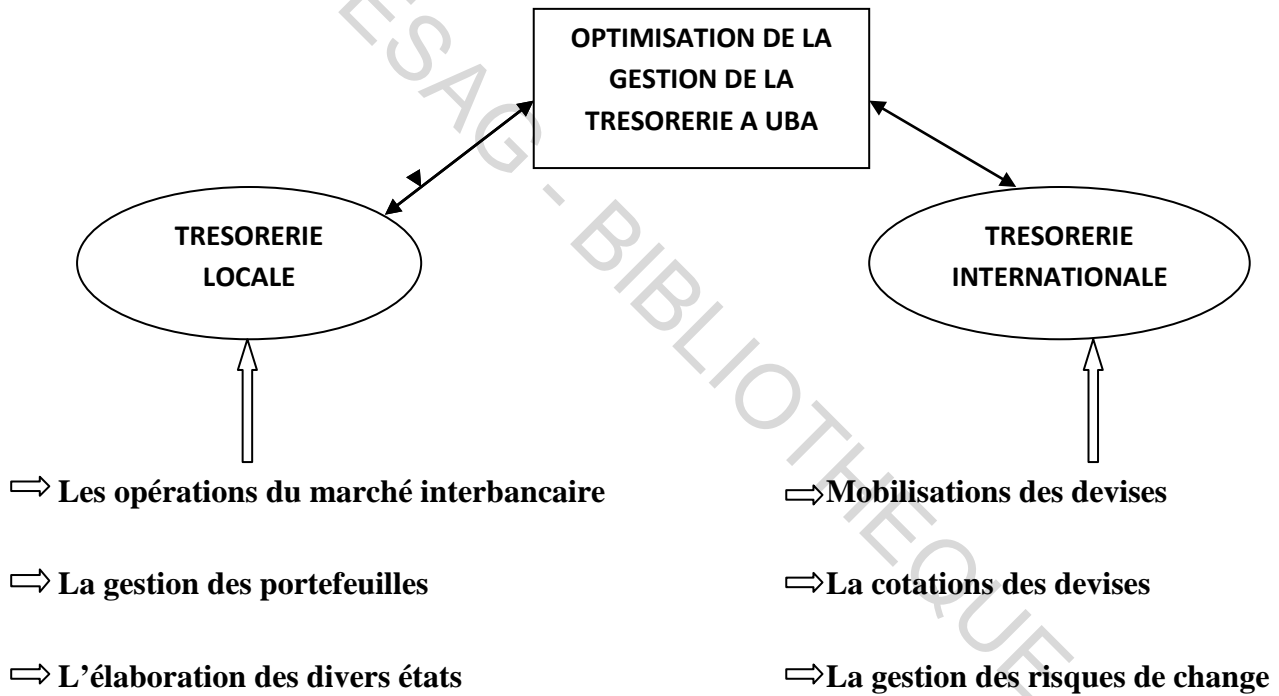 OPTIMISATION DE LA
GESTION DE LA
TRESORERIE A UBA
TRESORERIE
LOCALE
TRESORERIE
INTERNATIONALE
Les opérations du marché interbancaire
La gestion des portefeuilles
L'élaboration des divers états
Mobilisations des devises
La cotations des devises
La gestion des risques de change
ESAG - BIBLIOTHEQUE